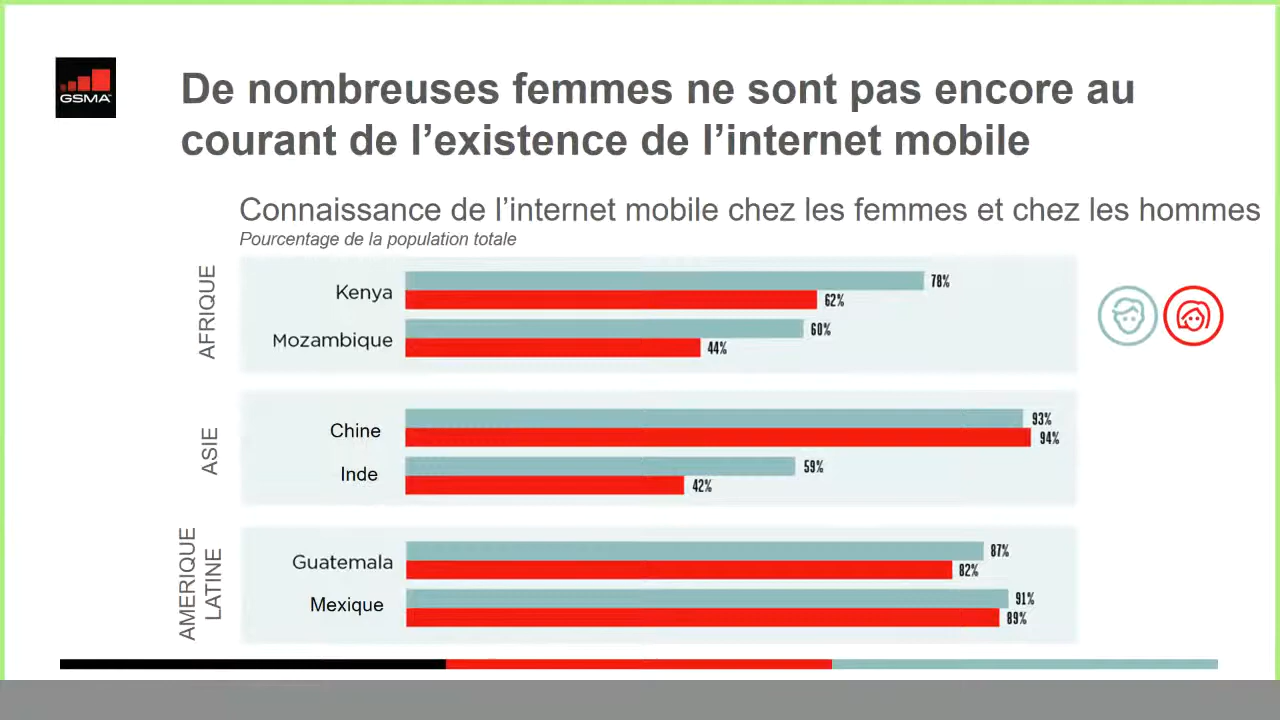 GSMA™
De nombreuses femmes ne sont pas encore au
courant de l’existence de l’internet mobile
Connaissance de l’internet mobile chez les femmes et chez les hommes
Pourcentage de la population totale
AFRIQUE
Kenya
78%
62%
Mozambique
60%
44%
ASIE
Chine
93%
94%
Inde
59%
42%
AMERIQUE
LATINE
Guatemala
87%
82%
Mexique
91%
89%